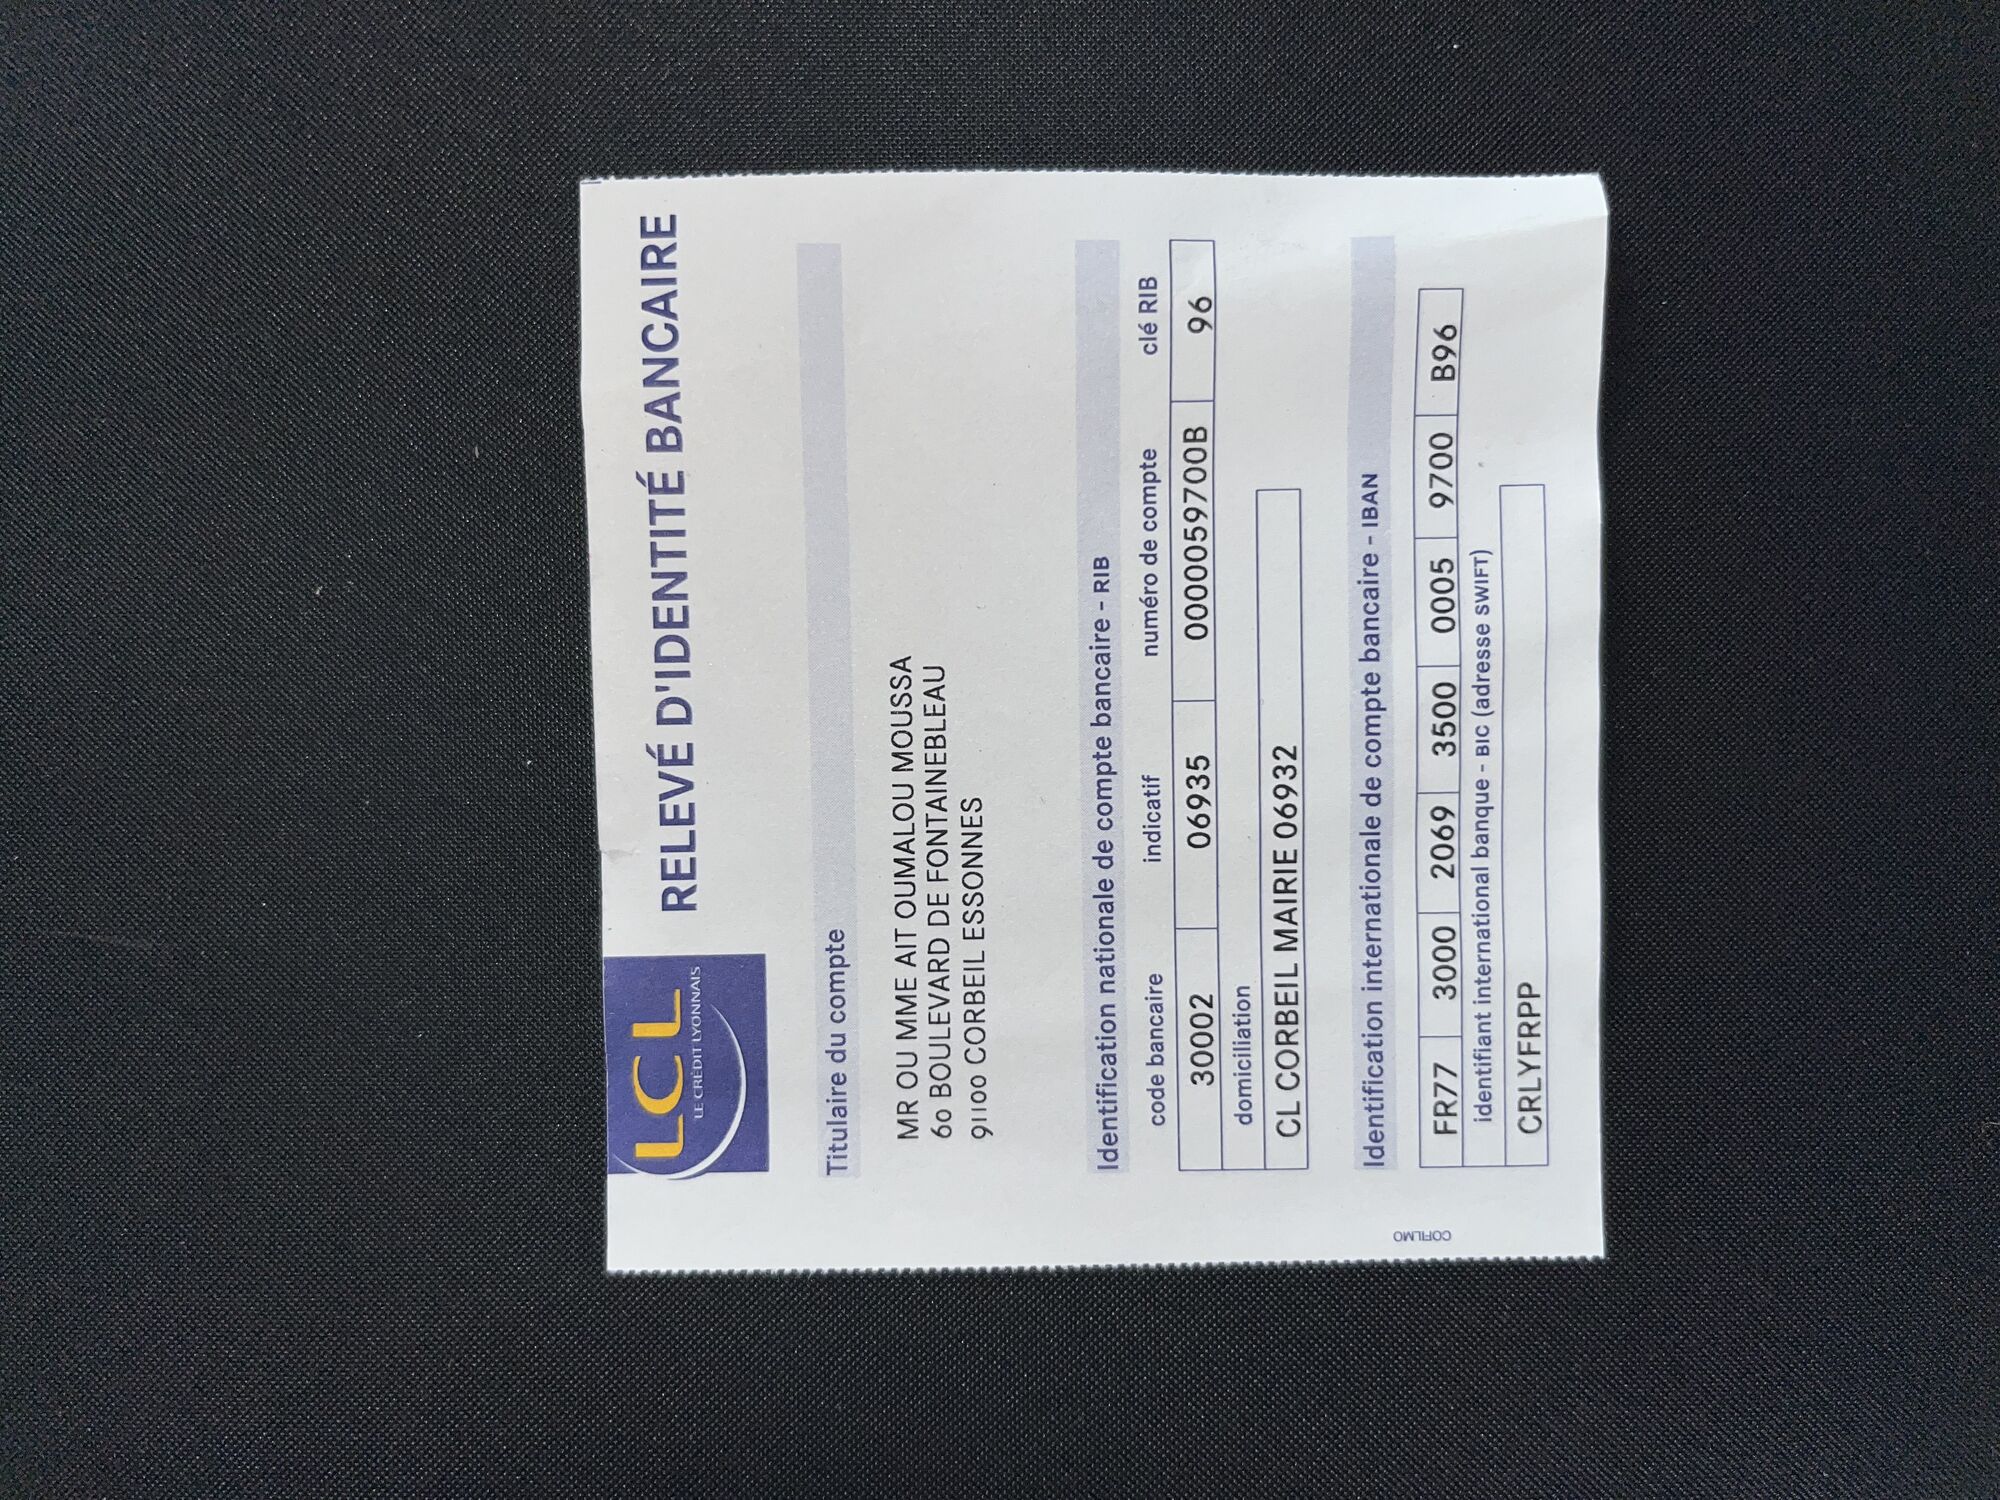 LCL
LE CRÉDIT LYONNAIS
RELEVÉ D'IDENTITÉ BANCAIRE
Titulaire du compte
MR OU MME AIT OUMALOU MOUSSA
60 BOULEVARD DE FONTAINEBLEAU
91100 CORBEIL ESSONNES
Identification nationale de compte bancaire - RIB
code bancaire indicatif numéro de compte clé RIB
30002 06935 0000059700B 96
domiciliation
CL CORBEIL MAIRIE 06932
Identification internationale de compte bancaire - IBAN
FR77 3000 2069 3500 0005 9700 B96
identifiant international banque - BIC (adresse SWIFT)
CRLYFRPP
COFILMO